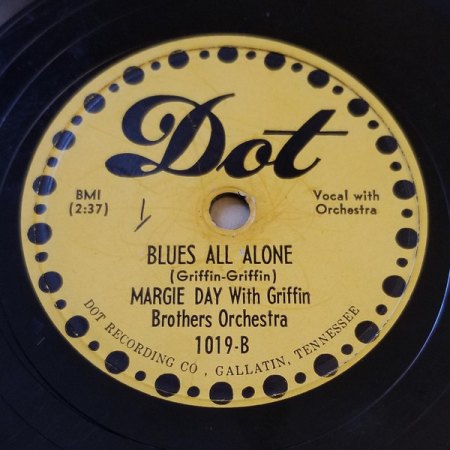 Dot
BMI
(2:37)
Vocal with
Orchestra
BLUES ALL ALONE
(Griffin-Griffin)
MARGIE DAY With Griffin
Brothers Orchestra
1019-B
DOT RECORDING CO., GALLATIN, TENNESSEE